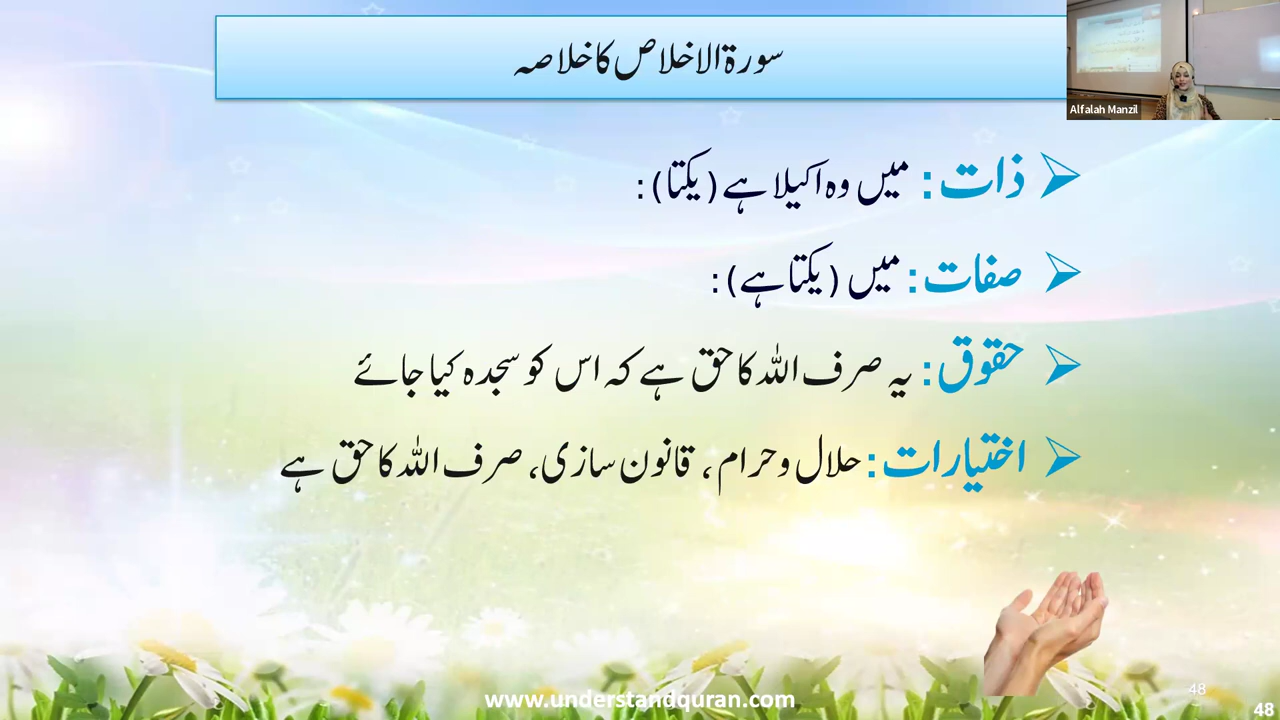 سورۃ الاخلاص کا خلاصہ
Alfalah Manzil
ذات: میں وہ اکیلا ہے (یکتا):
صفات: میں (یکتا ہے):
حقوق: یہ صرف اللہ کا حق ہے کہ اس کو سجدہ کیا جائے
اختیارات: حلال و حرام، قانون سازی، صرف اللہ کا حق ہے
www.understandquran.com
48
48